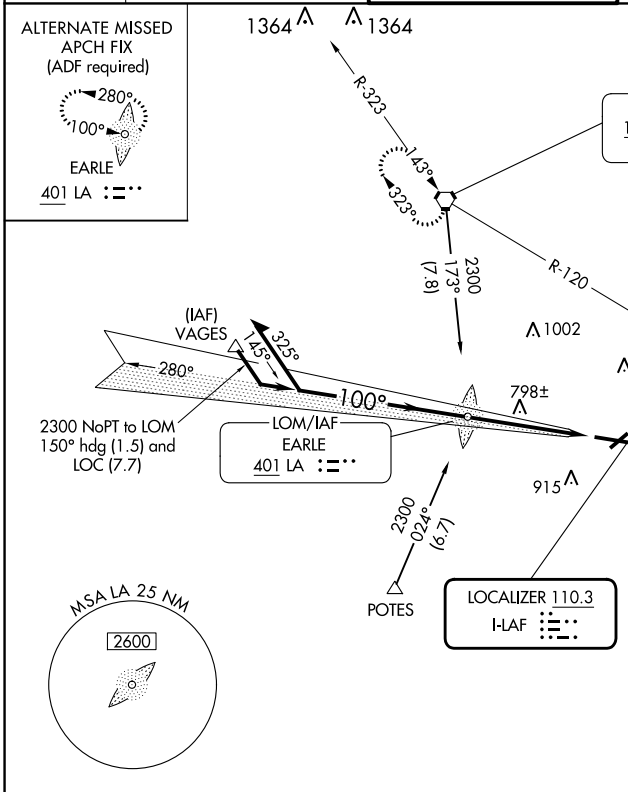 ALTERNATE MISSED
APCH FIX
(ADF required)
280°
100°
EARLE
401 LA
1364
1364
R-323
143°
323°
1
2300
173°
(7.8)
R-120
1002
(IAF)
VAGES
145°
325°
280°
100°
798±
2300 NoPT to LOM
150° hdg (1.5) and
LOC (7.7)
LOM/IAF
EARLE
401 LA
915
2300
024°
(6.7)
POTES
LOCALIZER 110.3
I-LAF
MSA LA 25 NM
2600